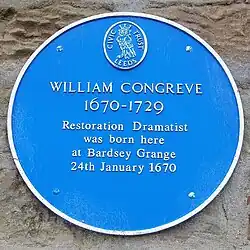 CIVIC TRUST
LEEDS
WILLIAM CONGREVE
1670-1729
Restoration Dramatist
was born here
at Bardsey Grange
24th January 1670